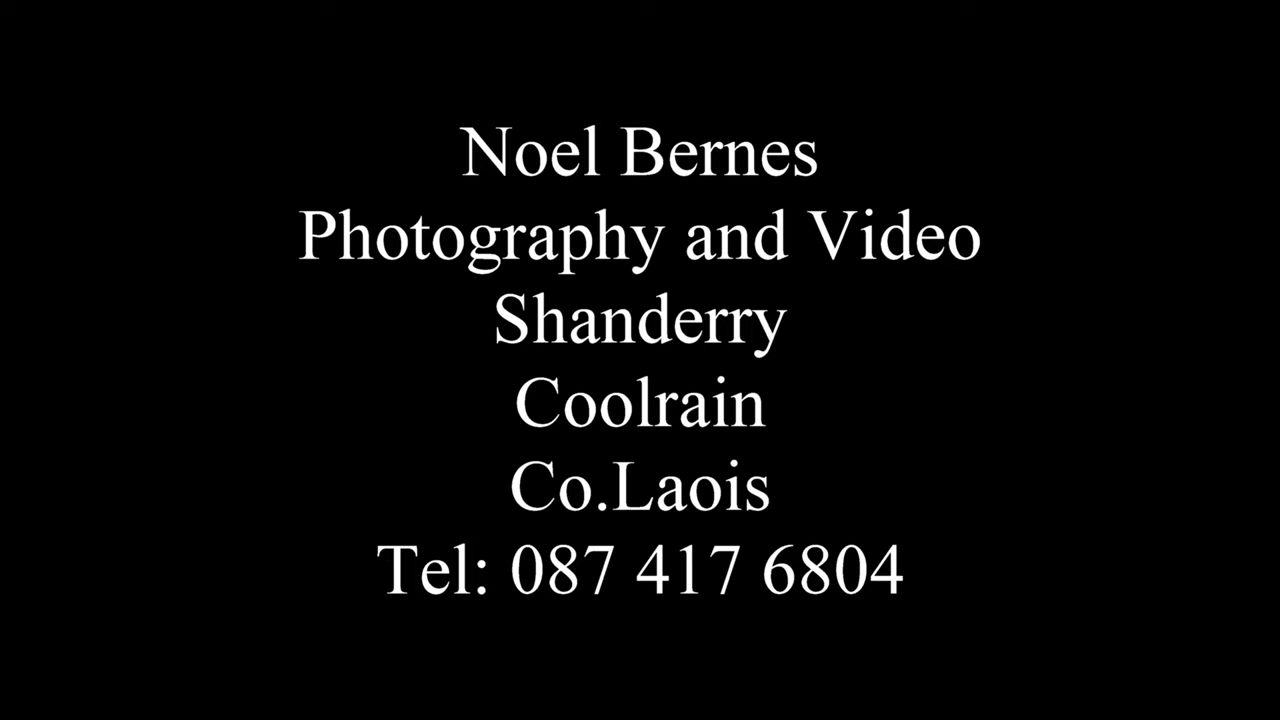 Noel Bernes
Photography and Video
Shanderry
Coolrain
Co.Laois
Tel: 087 417 6804